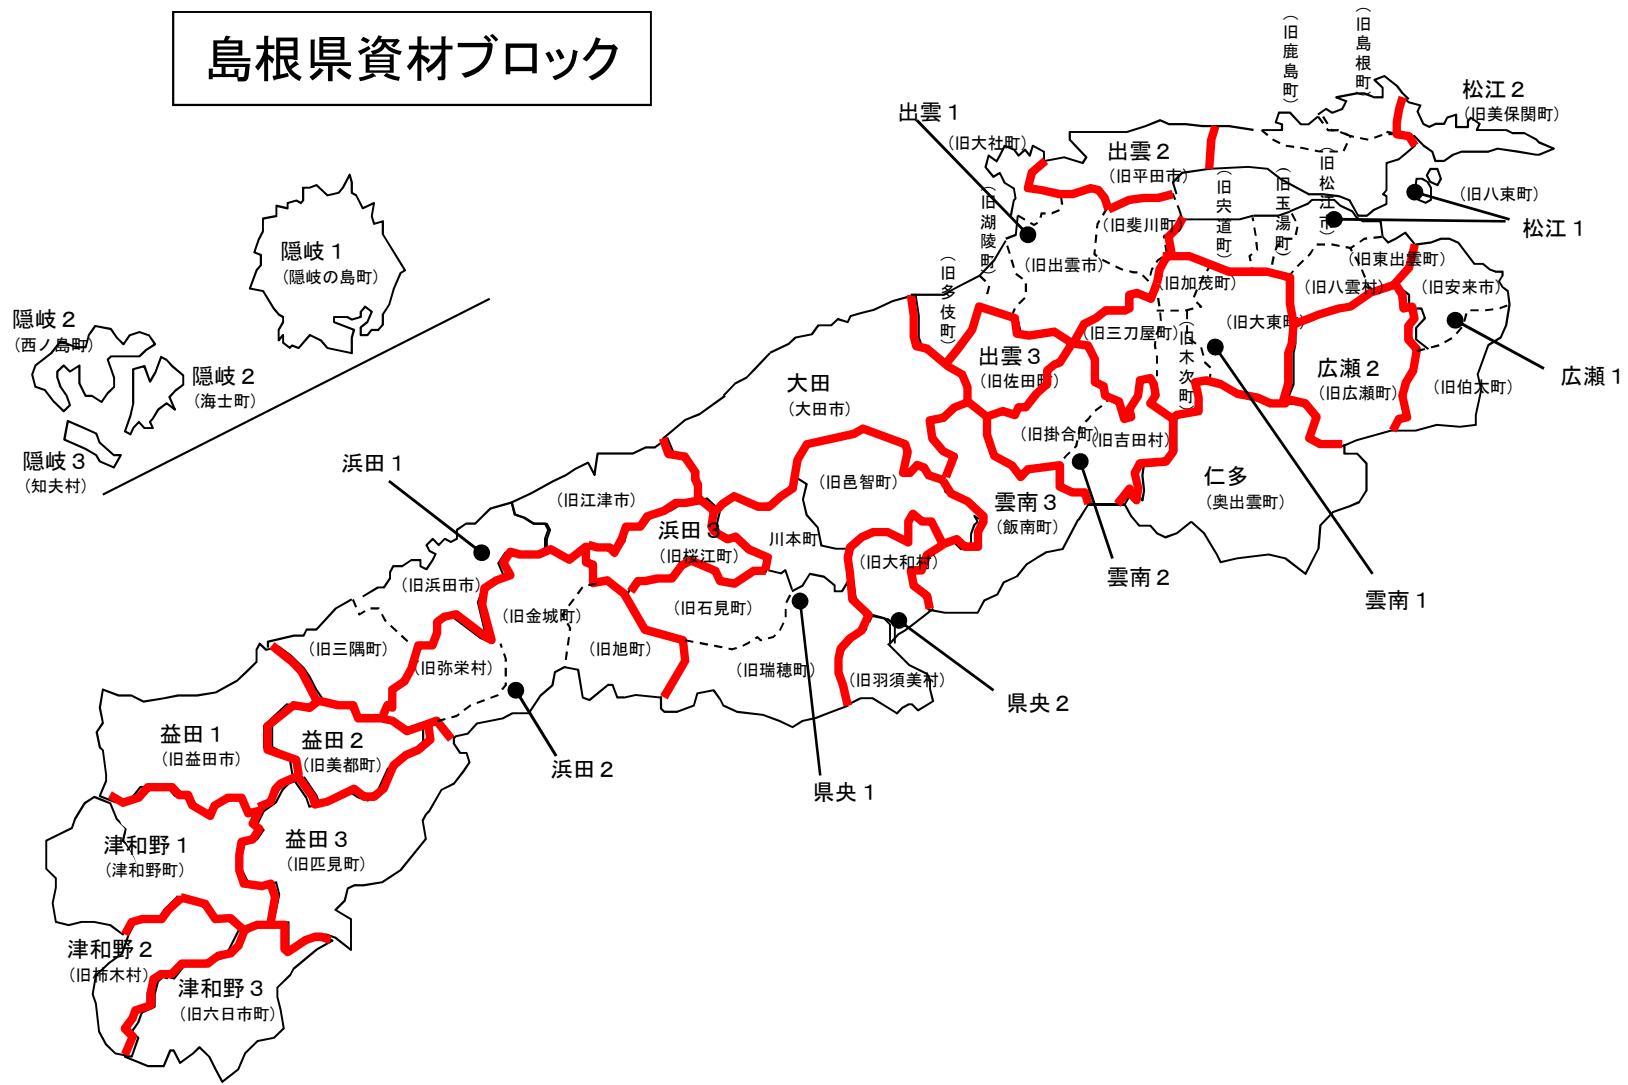 島根県資材ブロック
(旧鹿島町)
(旧島根町)
松江２
(旧美保関町)
出雲１
(旧大社町)
出雲２
(旧平田市)
(旧松江市)
(旧宍道町)
(旧玉湯町)
(旧八束町)
松江１
(旧湖陵町)
(旧斐川町)
(旧出雲市)
(旧多伎町)
(旧東出雲町)
(旧加茂町)
(旧八雲村)
(旧安来市)
隠岐１
(隠岐の島町)
隠岐２
(西ノ島町)
隠岐２
(海士町)
隠岐３
(知夫村)
(旧三刀屋町)
(旧木次町)
(旧大東町)
出雲３
(旧佐田町)
広瀬２
(旧広瀬町)
広瀬１
(旧伯太町)
大田
(大田市)
(旧掛合町)
(旧吉田村)
仁多
(奥出雲町)
浜田１
(旧江津市)
(旧邑智町)
雲南３
(飯南町)
浜田３
(旧桜江町)
川本町
(旧大和村)
雲南２
雲南１
(旧浜田市)
(旧金城町)
(旧石見町)
(旧三隅町)
(旧弥栄村)
(旧旭町)
(旧瑞穂町)
(旧羽須美村)
県央２
益田１
(旧益田市)
益田２
(旧美都町)
浜田２
県央１
津和野１
(津和野町)
益田３
(旧匹見町)
津和野２
(旧柿木村)
津和野３
(旧六日市町)